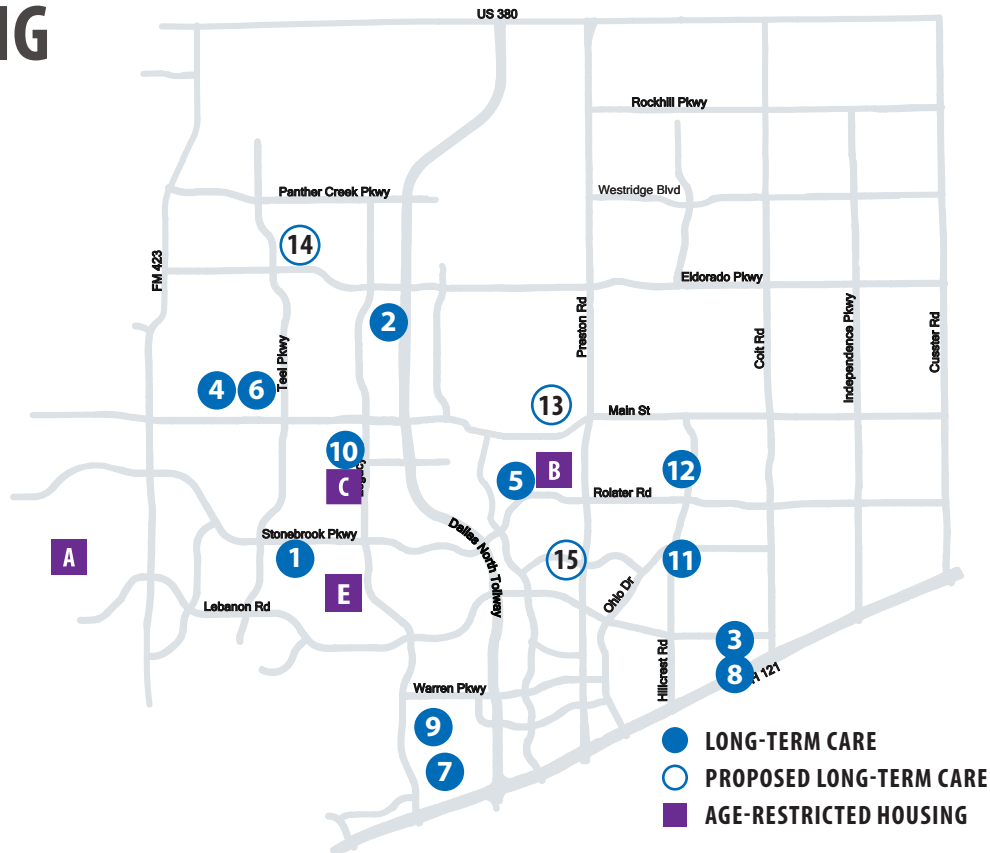 US 380
Rockhill Pkwy
Westridge Blvd
Panther Creek Pkwy
14
FM 423
Eldorado Pkwy
2
Preston Rd
Colt Rd
Independence Pkwy
Cusster Rd
Teel Pkwy
4
6
13
Main St
10
C
5
B
12
Rolater Rd
Stonebrook Pkwy
Dallas North Tollway
A
1
15
11
E
Ohio Dr
Lebanon Rd
Hillcrest Rd
3
8
121
Warren Pkwy
9
7
LONG-TERM CARE
PROPOSED LONG-TERM CARE
AGE-RESTRICTED HOUSING